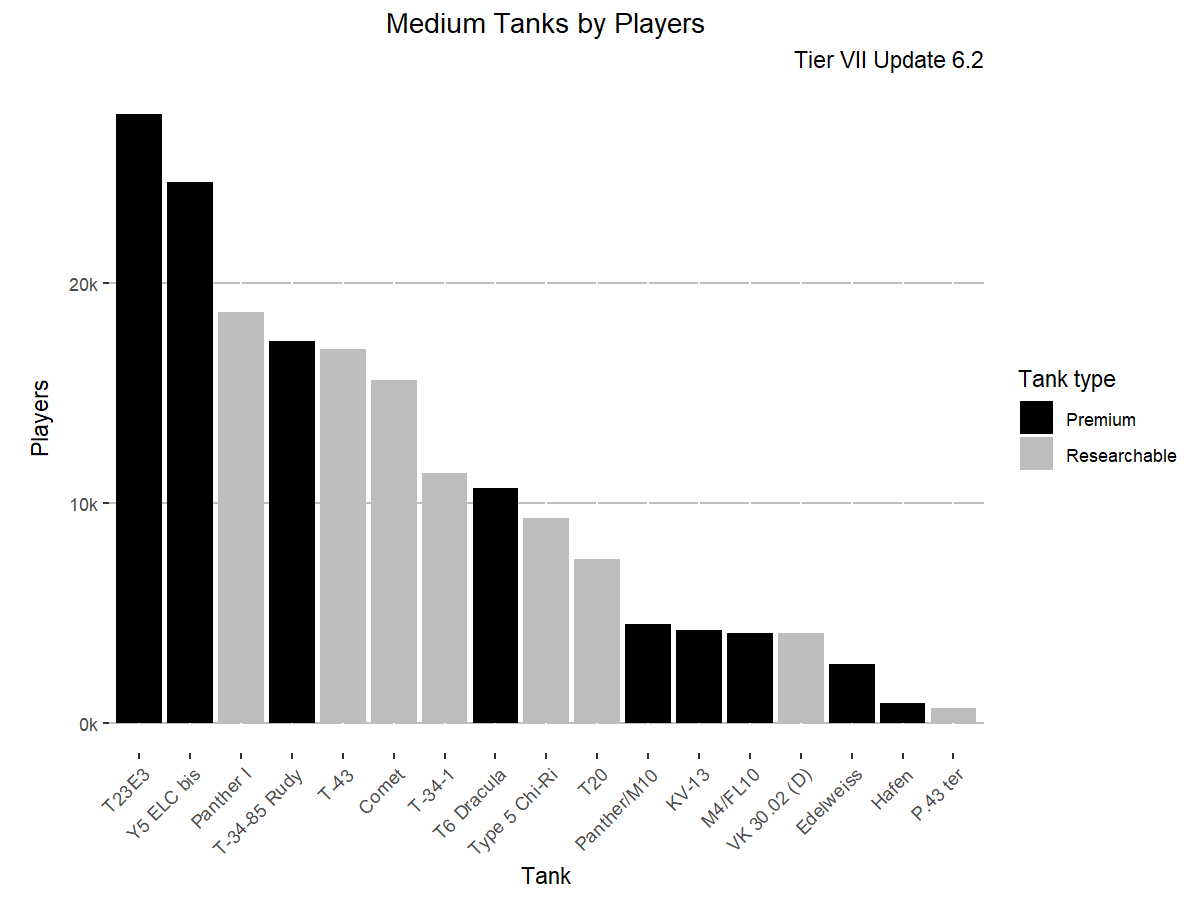 Medium Tanks by Players
Tier VII Update 6.2
Players
20k
10k
0k
T23E3
Y5 ELC bis
Panther I
T-34-85 Rudy
T-43
Comet
T-34-1
T6 Dracula
Type 5 Chi-Ri
T20
Panther/M10
KV-13
M4/FL10
VK 30.02 (D)
Edelweiss
Hafen
P.43 ter
Tank
Tank type
Premium
Researchable